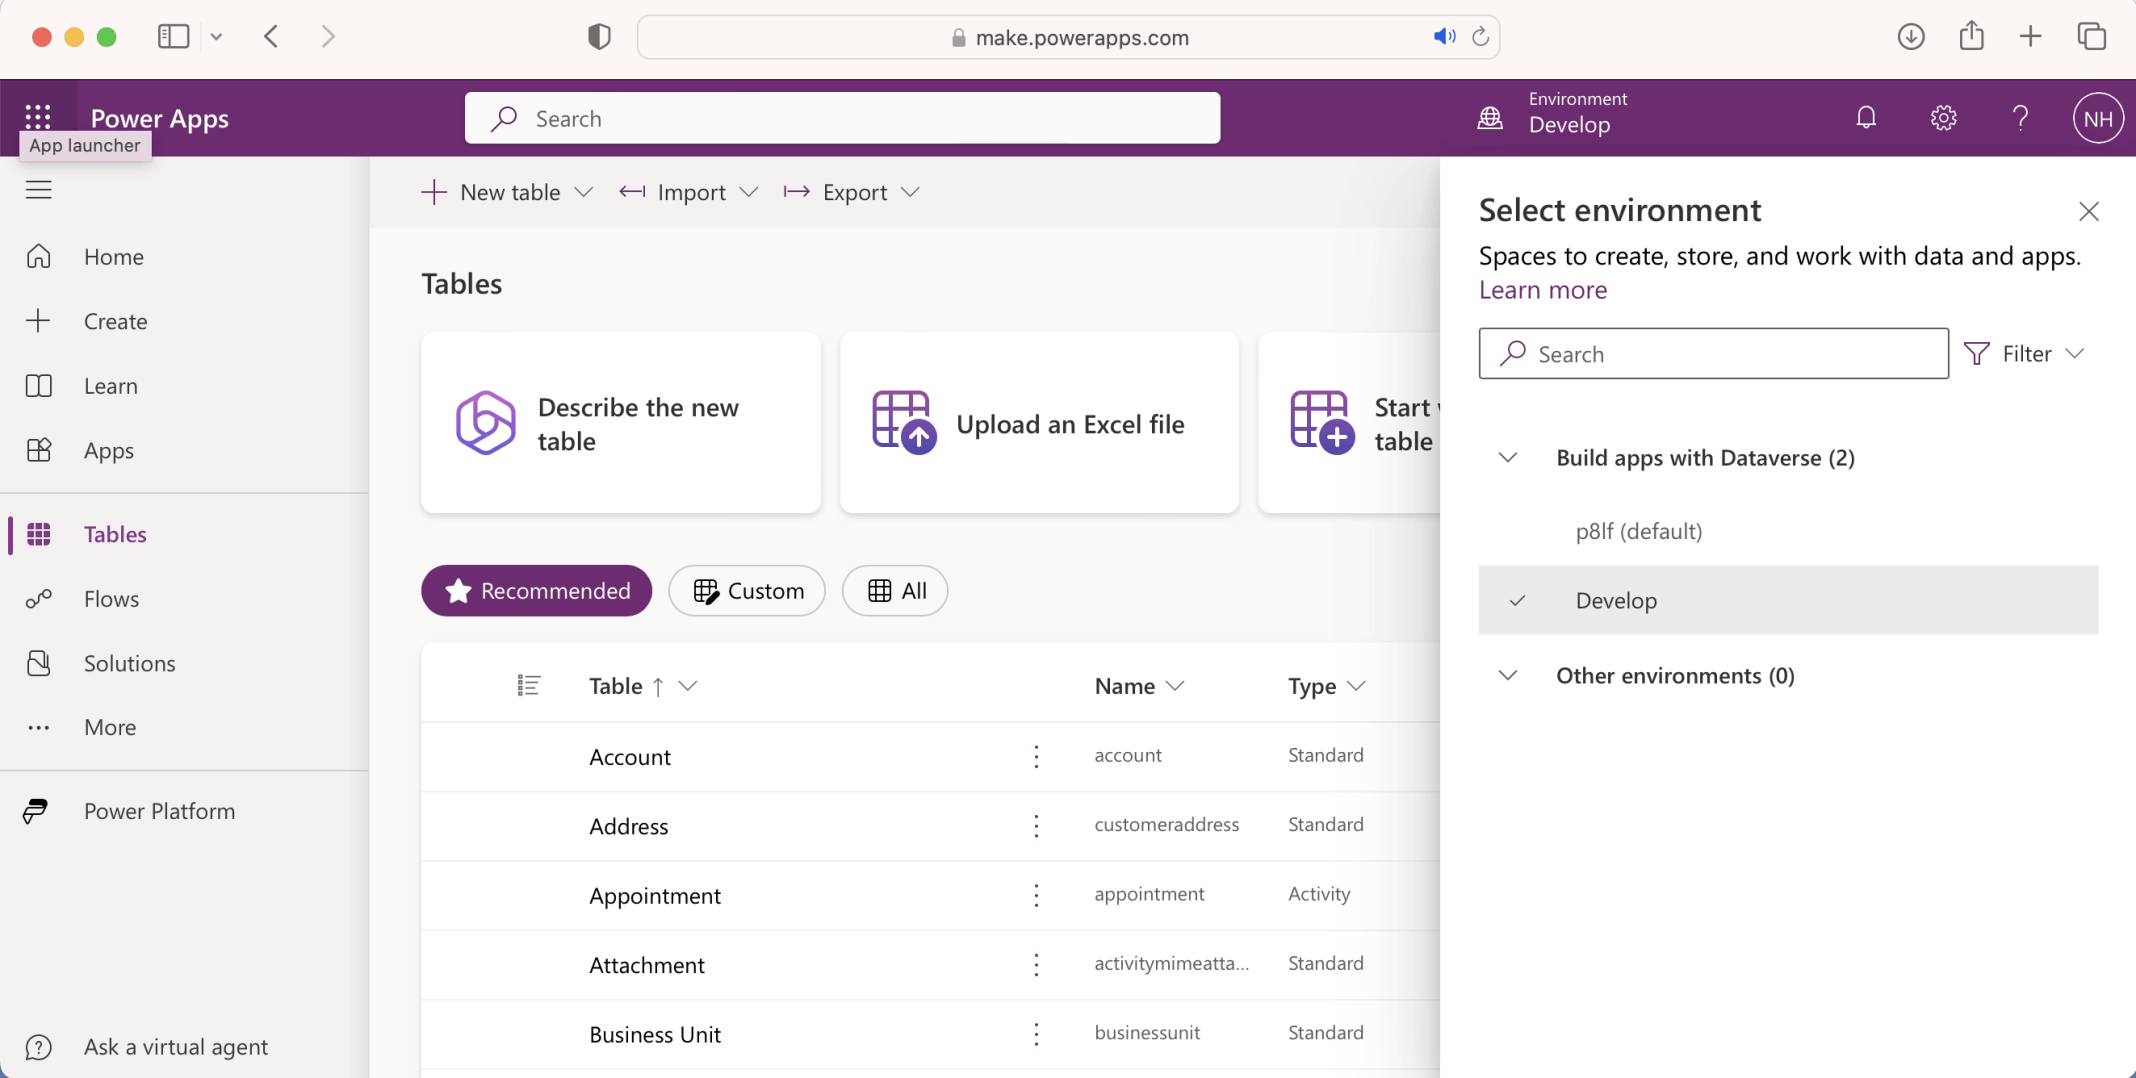 make.powerapps.com
Power Apps
Search
Environment
Develop
NH
App launcher
Home
Create
Learn
Apps
Tables
Flows
Solutions
More
Power Platform
Ask a virtual agent
New table
Import
Export
Tables
Describe the new
table
Upload an Excel file
Start
table
Recommended
Custom
All
Table
Name
Type
Account
account
Standard
Address
customeraddress
Standard
Appointment
appointment
Activity
Attachment
activitymimeatta...
Standard
Business Unit
businessunit
Standard
Select environment
Spaces to create, store, and work with data and apps.
Learn more
Search
Filter
Build apps with Dataverse (2)
p8lf (default)
Develop
Other environments (0)